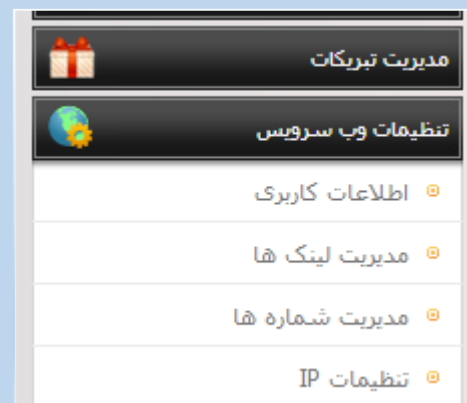 مدیریت تبریکات
تنظیمات وب سرویس
اطلاعات کاربری
مدیریت لینک ها
مدیریت شماره ها
تنظیمات IP